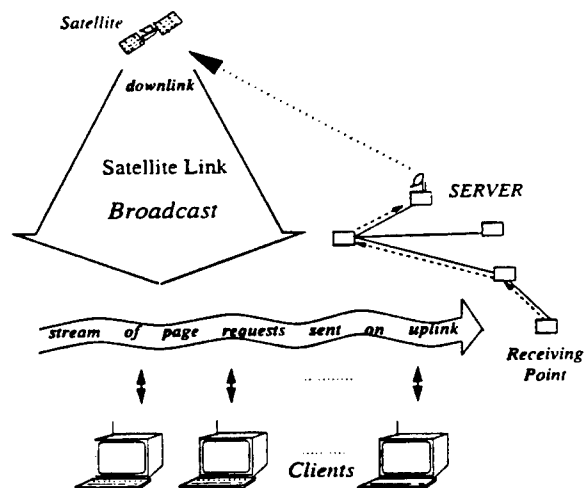 Satellite
downlink
Satellite Link
Broadcast
SERVER
stream of page requests sent on uplink
Receiving
Point
Clients